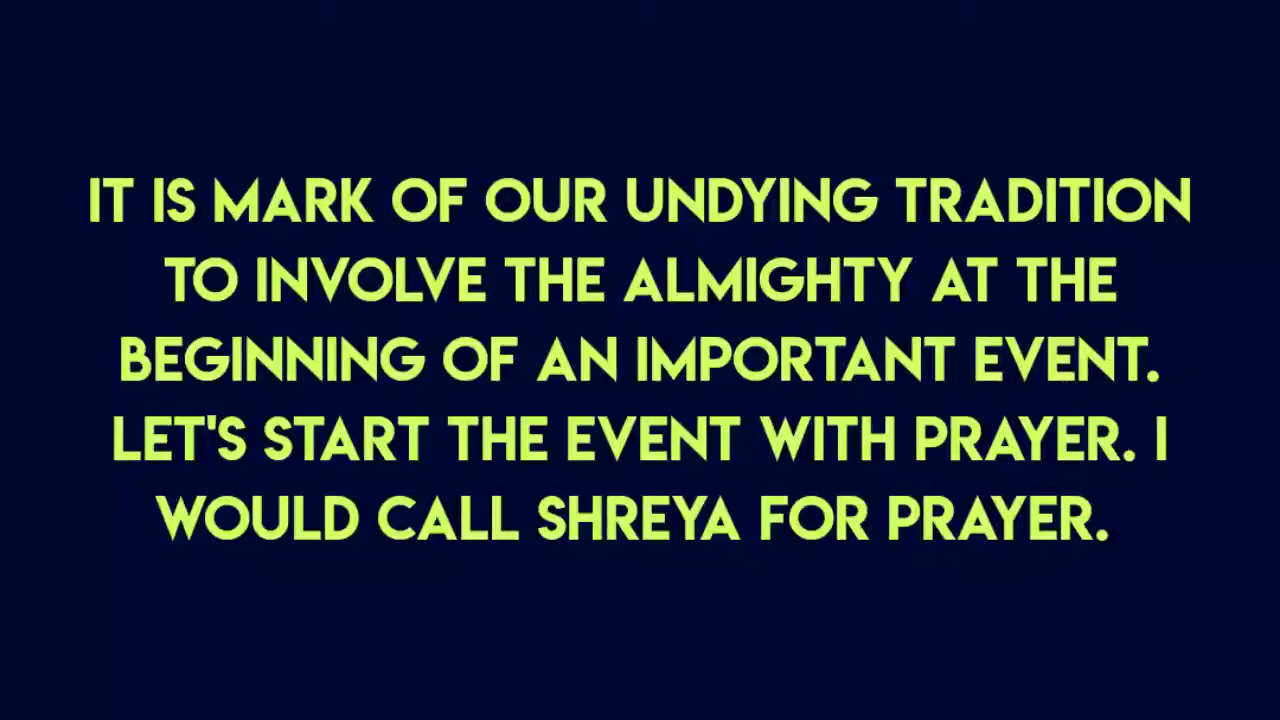 IT IS MARK OF OUR UNDYING TRADITION
TO INVOLVE THE ALMIGHTY AT THE
BEGINNING OF AN IMPORTANT EVENT.
LET'S START THE EVENT WITH PRAYER. I
WOULD CALL SHREYA FOR PRAYER.